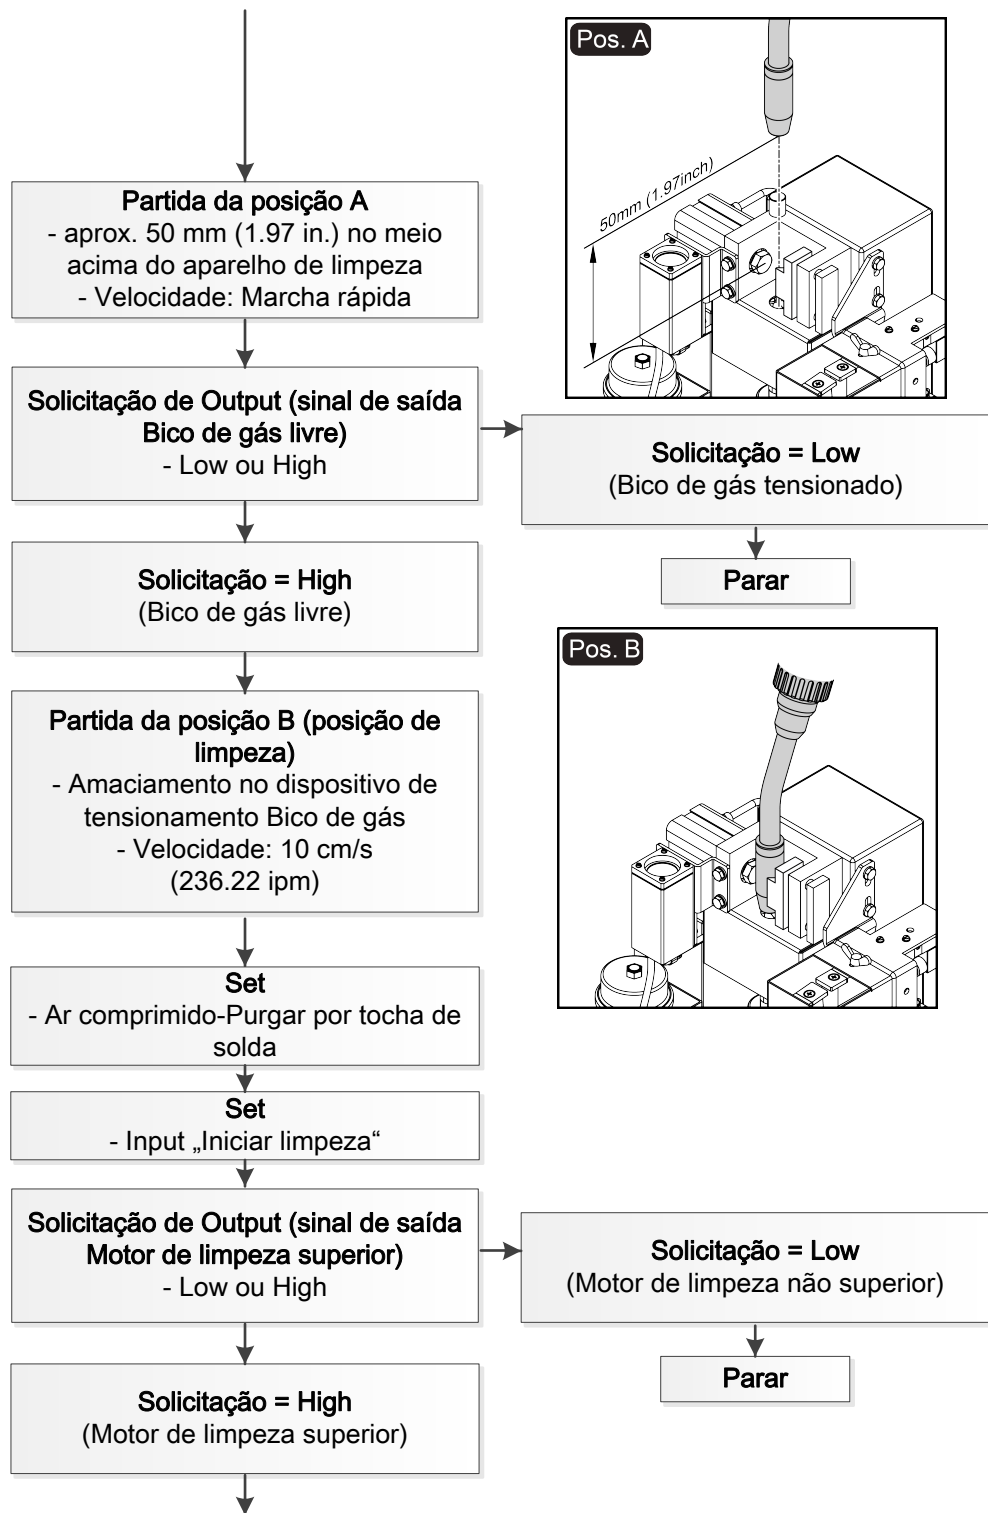 Pos. A
50mm (1.97inch)
Partida da posição A
- aprox. 50 mm (1.97 in.) no meio
acima do aparelho de limpeza
- Velocidade: Marcha rápida
Solicitação de Output (sinal de saída
Bico de gás livre)
- Low ou High
Solicitação = Low
(Bico de gás tensionado)
Parar
Solicitação = High
(Bico de gás livre)
Pos. B
Partida da posição B (posição de
limpeza)
- Amaciamento no dispositivo de
tensionamento Bico de gás
- Velocidade: 10 cm/s
(236.22 ipm)
Set
- Ar comprimido-Purgar por tocha de
solda
Set
- Input „Iniciar limpeza“
Solicitação de Output (sinal de saída
Motor de limpeza superior)
- Low ou High
Solicitação = Low
(Motor de limpeza não superior)
Parar
Solicitação = High
(Motor de limpeza superior)